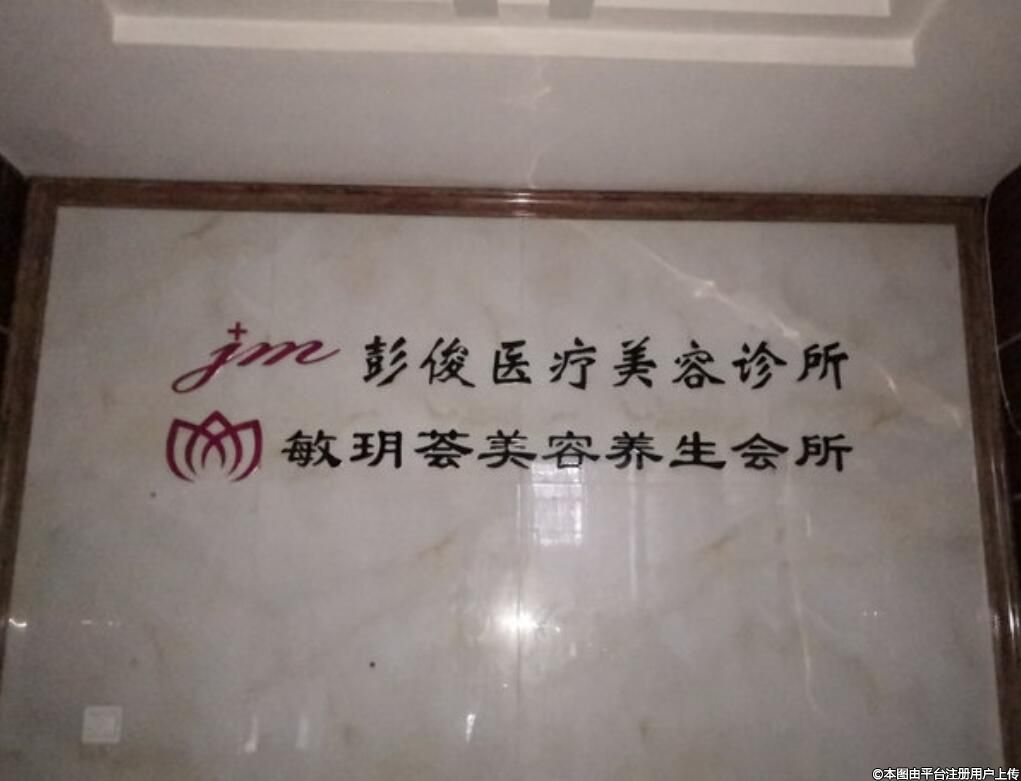 jm 彭俊医疗美容诊所
敏玥荟美容养生会所
©本图由平台注册用户上传